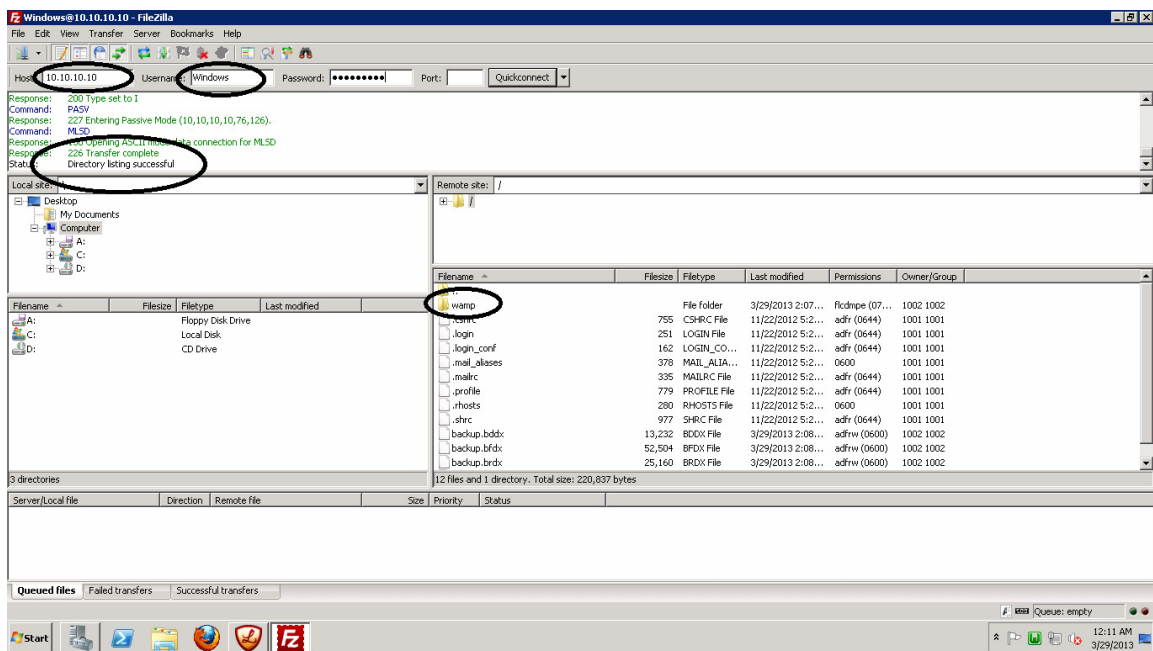 Windows@10.10.10.10 - FileZilla
File Edit View Transfer Server Bookmarks Help
10.10.10.10 Windows Password: ●●●●●●●●● Port: Quickconnect
Response: 200 Type set to I
Command: PASV
Response: 227 Entering Passive Mode (10,10,10,10,76,126).
Command: MLSD
Response: 150 Opening ASCII mode data connection for MLSD
Response: 226 Transfer complete
Status: Directory listing successful
Local site:
Remote site: /
Desktop
My Documents
Computer
A:
C:
D:
/
Filename Filesize Filetype Last modified
A: Floppy Disk Drive
C: Local Disk
D: CD Drive
3 directories
Filename Filesize Filetype Last modified Permissions Owner/Group
wamp File folder 3/29/2013 2:07... flcdmpe (07... 1002 1002
.cshrc 755 CSHRC File 11/22/2012 5:2... adfr (0644) 1001 1001
.login 251 LOGIN File 11/22/2012 5:2... adfr (0644) 1001 1001
.login_conf 162 LOGIN_CO... 11/22/2012 5:2... adfr (0644) 1001 1001
.mail_aliases 378 MAIL_ALIA... 11/22/2012 5:2... 0600 1001 1001
.mailrc 335 MAILRC File 11/22/2012 5:2... adfr (0644) 1001 1001
.profile 779 PROFILE File 11/22/2012 5:2... adfr (0644) 1001 1001
.rhosts 280 RHOSTS File 11/22/2012 5:2... 0600 1001 1001
.shrc 977 SHRC File 11/22/2012 5:2... adfr (0644) 1001 1001
backup.bddx 13,232 BDDX File 3/29/2013 2:08... adfrw (0600) 1002 1002
backup.bfdx 52,504 BFDX File 3/29/2013 2:08... adfrw (0600) 1002 1002
backup.brdx 25,160 BRDX File 3/29/2013 2:08... adfrw (0600) 1002 1002
12 files and 1 directory. Total size: 220,837 bytes
Server/Local file Direction Remote file Size Priority Status
Queued files Failed transfers Successful transfers
Queue: empty
Start
12:11 AM
3/29/2013